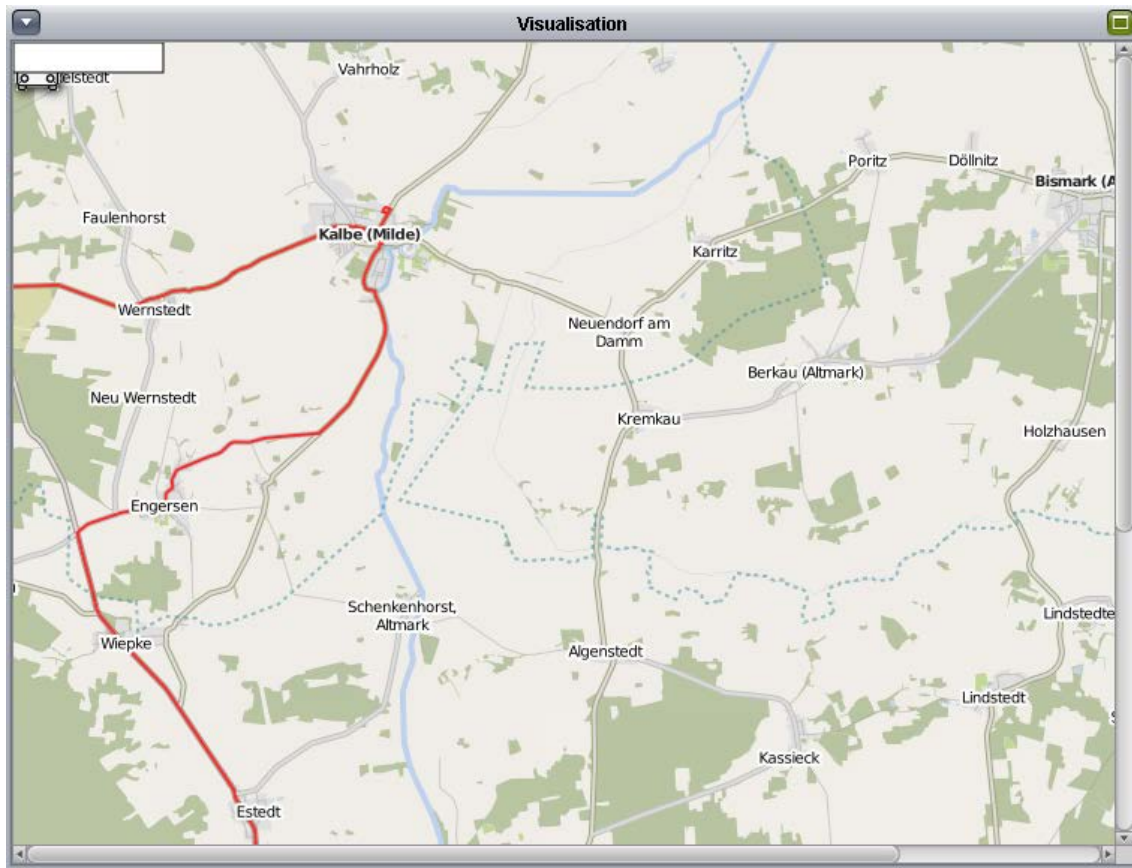 Visualisation
elstedt
Vahrholz
Poritz
Döllnitz
Bismark (A
Faulenhorst
Kalbe (Milde)
Karritz
Wernstedt
Neuendorf am
Damm
Berkau (Altmark)
Neu Wernstedt
Kremkau
Holzhausen
Engersen
Schenkenhorst,
Altmark
Lindstedte
Wiepke
Algenstedt
Lindstedt
Kassieck
Estedt